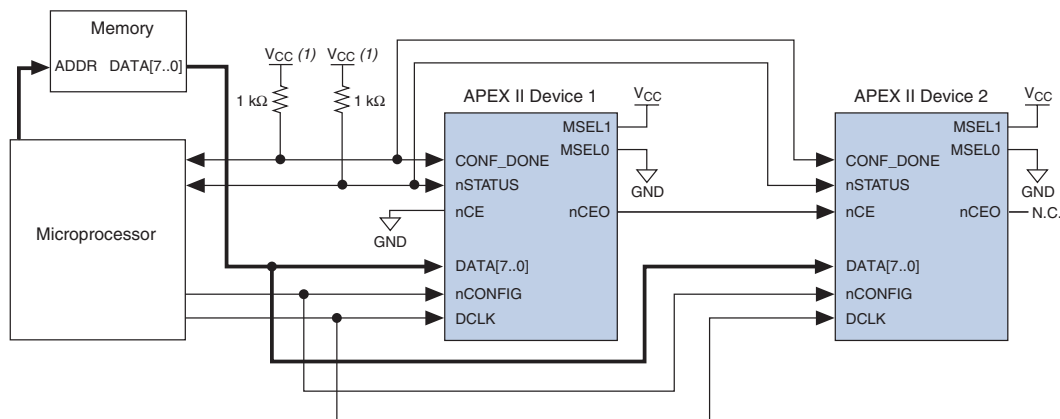 Memory
ADDR DATA[7..0]
VCC (1)
VCC (1)
1 kΩ
1 kΩ
Microprocessor
APEX II Device 1
VCC
MSEL1
MSEL0
GND
CONF_DONE
nSTATUS
nCE
nCEO
GND
DATA[7..0]
nCONFIG
DCLK
APEX II Device 2
VCC
MSEL1
MSEL0
GND
CONF_DONE
nSTATUS
nCE
nCEO
N.C.
DATA[7..0]
nCONFIG
DCLK